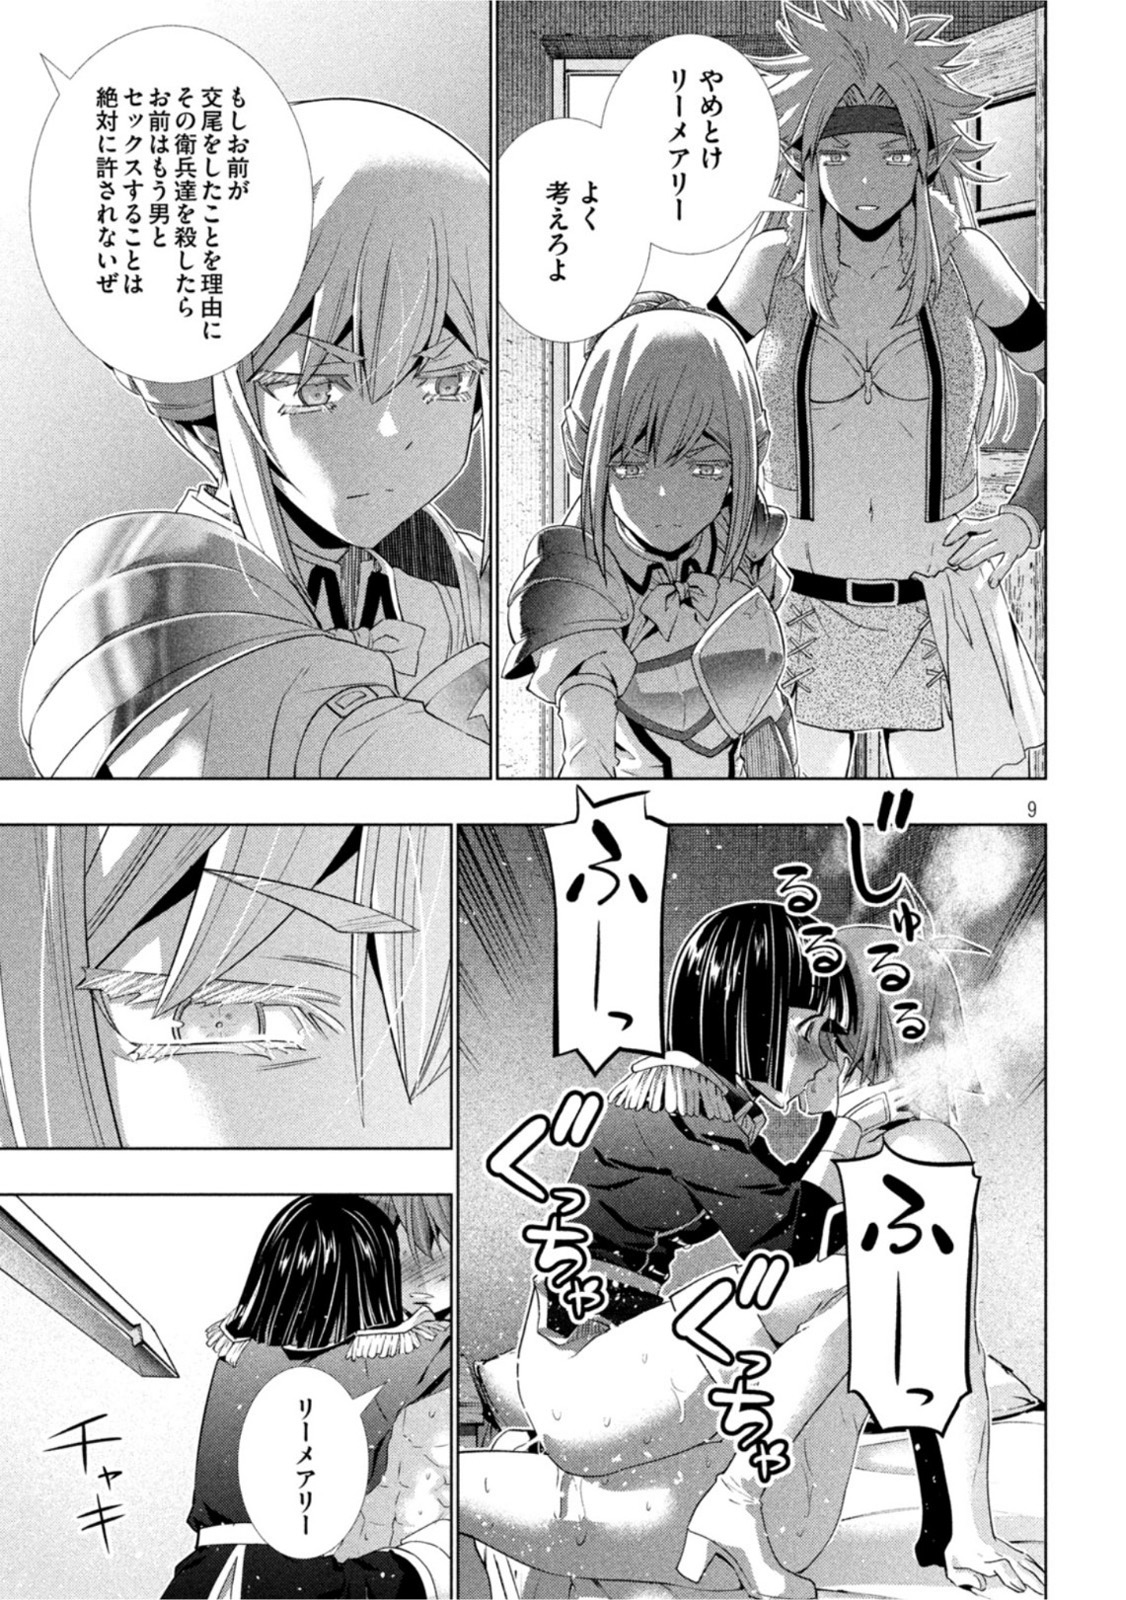 やめとけ
リーメアリー
よく
考えろよ
もしお前が
交尾をしたことを理由に
その衛兵達を殺したら
お前はもう男と
セックスすることは
絶対に許されないぜ
9
じゅるる
るる
ふーっ
ふーっ
ぐっちゃ
ぐっちゃ
リーメアリー
チャキ